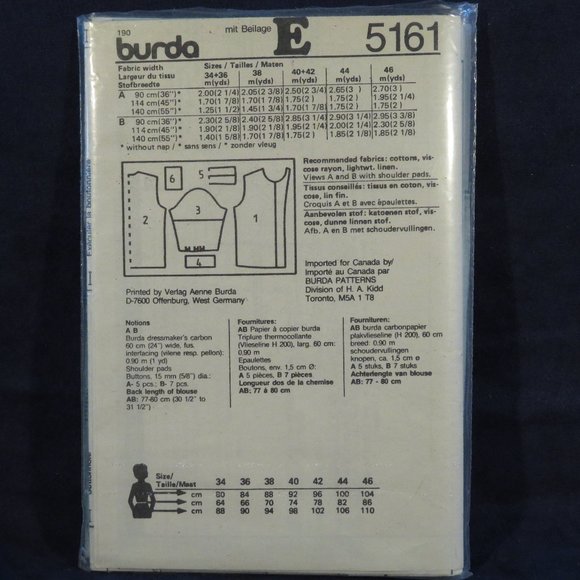 190
burda
mit Beilage
E
5161
Fabric width Sizes / Tailles / Maten
Largeur du tissu 34+36 38 40+42 44 46
Stofbreedte m(yds) m(yds) m(yds) m(yds) m(yds)
A 90 cm(36")* 2.00(2 1/4) 2.05(2 3/8) 2.50(2 3/4) 2.65(3 ) 2.70(3 )
114 cm(45")* 1.70(1 7/8) 1.70(1 7/8) 1.75(2 ) 1.75(2 ) 1.95(2 1/4)
140 cm(55")* 1.25(1 1/2) 1.45(1 3/4) 1.70(1 7/8) 1.75(2 ) 1.75(2 )
B 90 cm(36")* 2.30(2 5/8) 2.40(2 5/8) 2.85(3 1/4) 2.90(3 1/4) 2.95(3 3/8)
114 cm(45")* 1.90(2 1/8) 1.90(2 1/8) 1.95(2 1/4) 2.00(2 1/4) 2.30(2 5/8)
140 cm(55")* 1.40(1 5/8) 1.70(1 7/8) 1.75(2 ) 1.85(2 1/8) 1.85(2 1/8)
* without nap / * sans sens / * zonder vleug
2
6
5
3
4
1
Recommended fabrics: cottons, vis-
cose rayon, lightwt. linen.
Views A and B with shoulder pads.
Tissus conseillés: tissus en coton, vis-
cose, lin fin.
Croquis A et B avec épaulettes.
Aanbevolen stof: katoenen stof, vis-
cose, dunne linnen stof.
Afb. A en B met schoudervullingen.
Printed by Verlag Aenne Burda
D-7600 Offenburg, West Germany
Imported for Canada by/
Importé au Canada par
BURDA PATTERNS
Division of H. A. Kidd
Toronto, M5A 1 T8
Notions
A B
Burda dressmaker's carbon
60 cm (24") wide, fus.
interfacing (vilene resp. pellon):
0.90 m (1 yd)
Shoulder pads
Buttons, 15 mm (5/8") dia.:
A- 5 pcs.; B- 7 pcs.
Back length of blouse
AB: 77-80 cm (30 1/2" to
31 1/2")
Fournitures:
AB Papier à copier burda
Triplure thermocollante
(Vlieseline H 200), larg. 60 cm:
0.90 m
Epaulettes
Boutons, env. 1,5 cm Ø:
A 5 pièces, B 7 pièces
Longueur dos de la chemise
AB: 77 à 80 cm
Fournituren:
AB burda carbonpapier
plakvlieseline (H 200), 60 cm
breed: 0.90 m
schoudervullingen
knopen, ca. 1,5 cm ø
A 5 stuks, B 7 stuks
Achterlengte van blouse
AB: 77 - 80 cm
Size/
Taille/Maat 34 36 38 40 42 44 46
cm 80 84 88 92 96 100 104
cm 64 66 70 74 78 82 86
cm 88 90 94 98 102 106 110